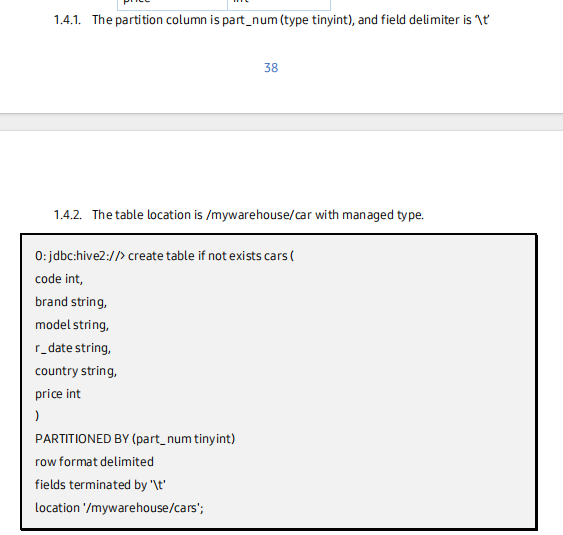 1.4.1. The partition column is part_num (type tinyint), and field delimiter is '\t'
38
1.4.2. The table location is /mywarehouse/car with managed type.
0: jdbc:hive2://> create table if not exists cars (
code int,
brand string,
model string,
r_date string,
country string,
price int
)
PARTITIONED BY (part_num tinyint)
row format delimited
fields terminated by '\t'
location '/mywarehouse/cars';